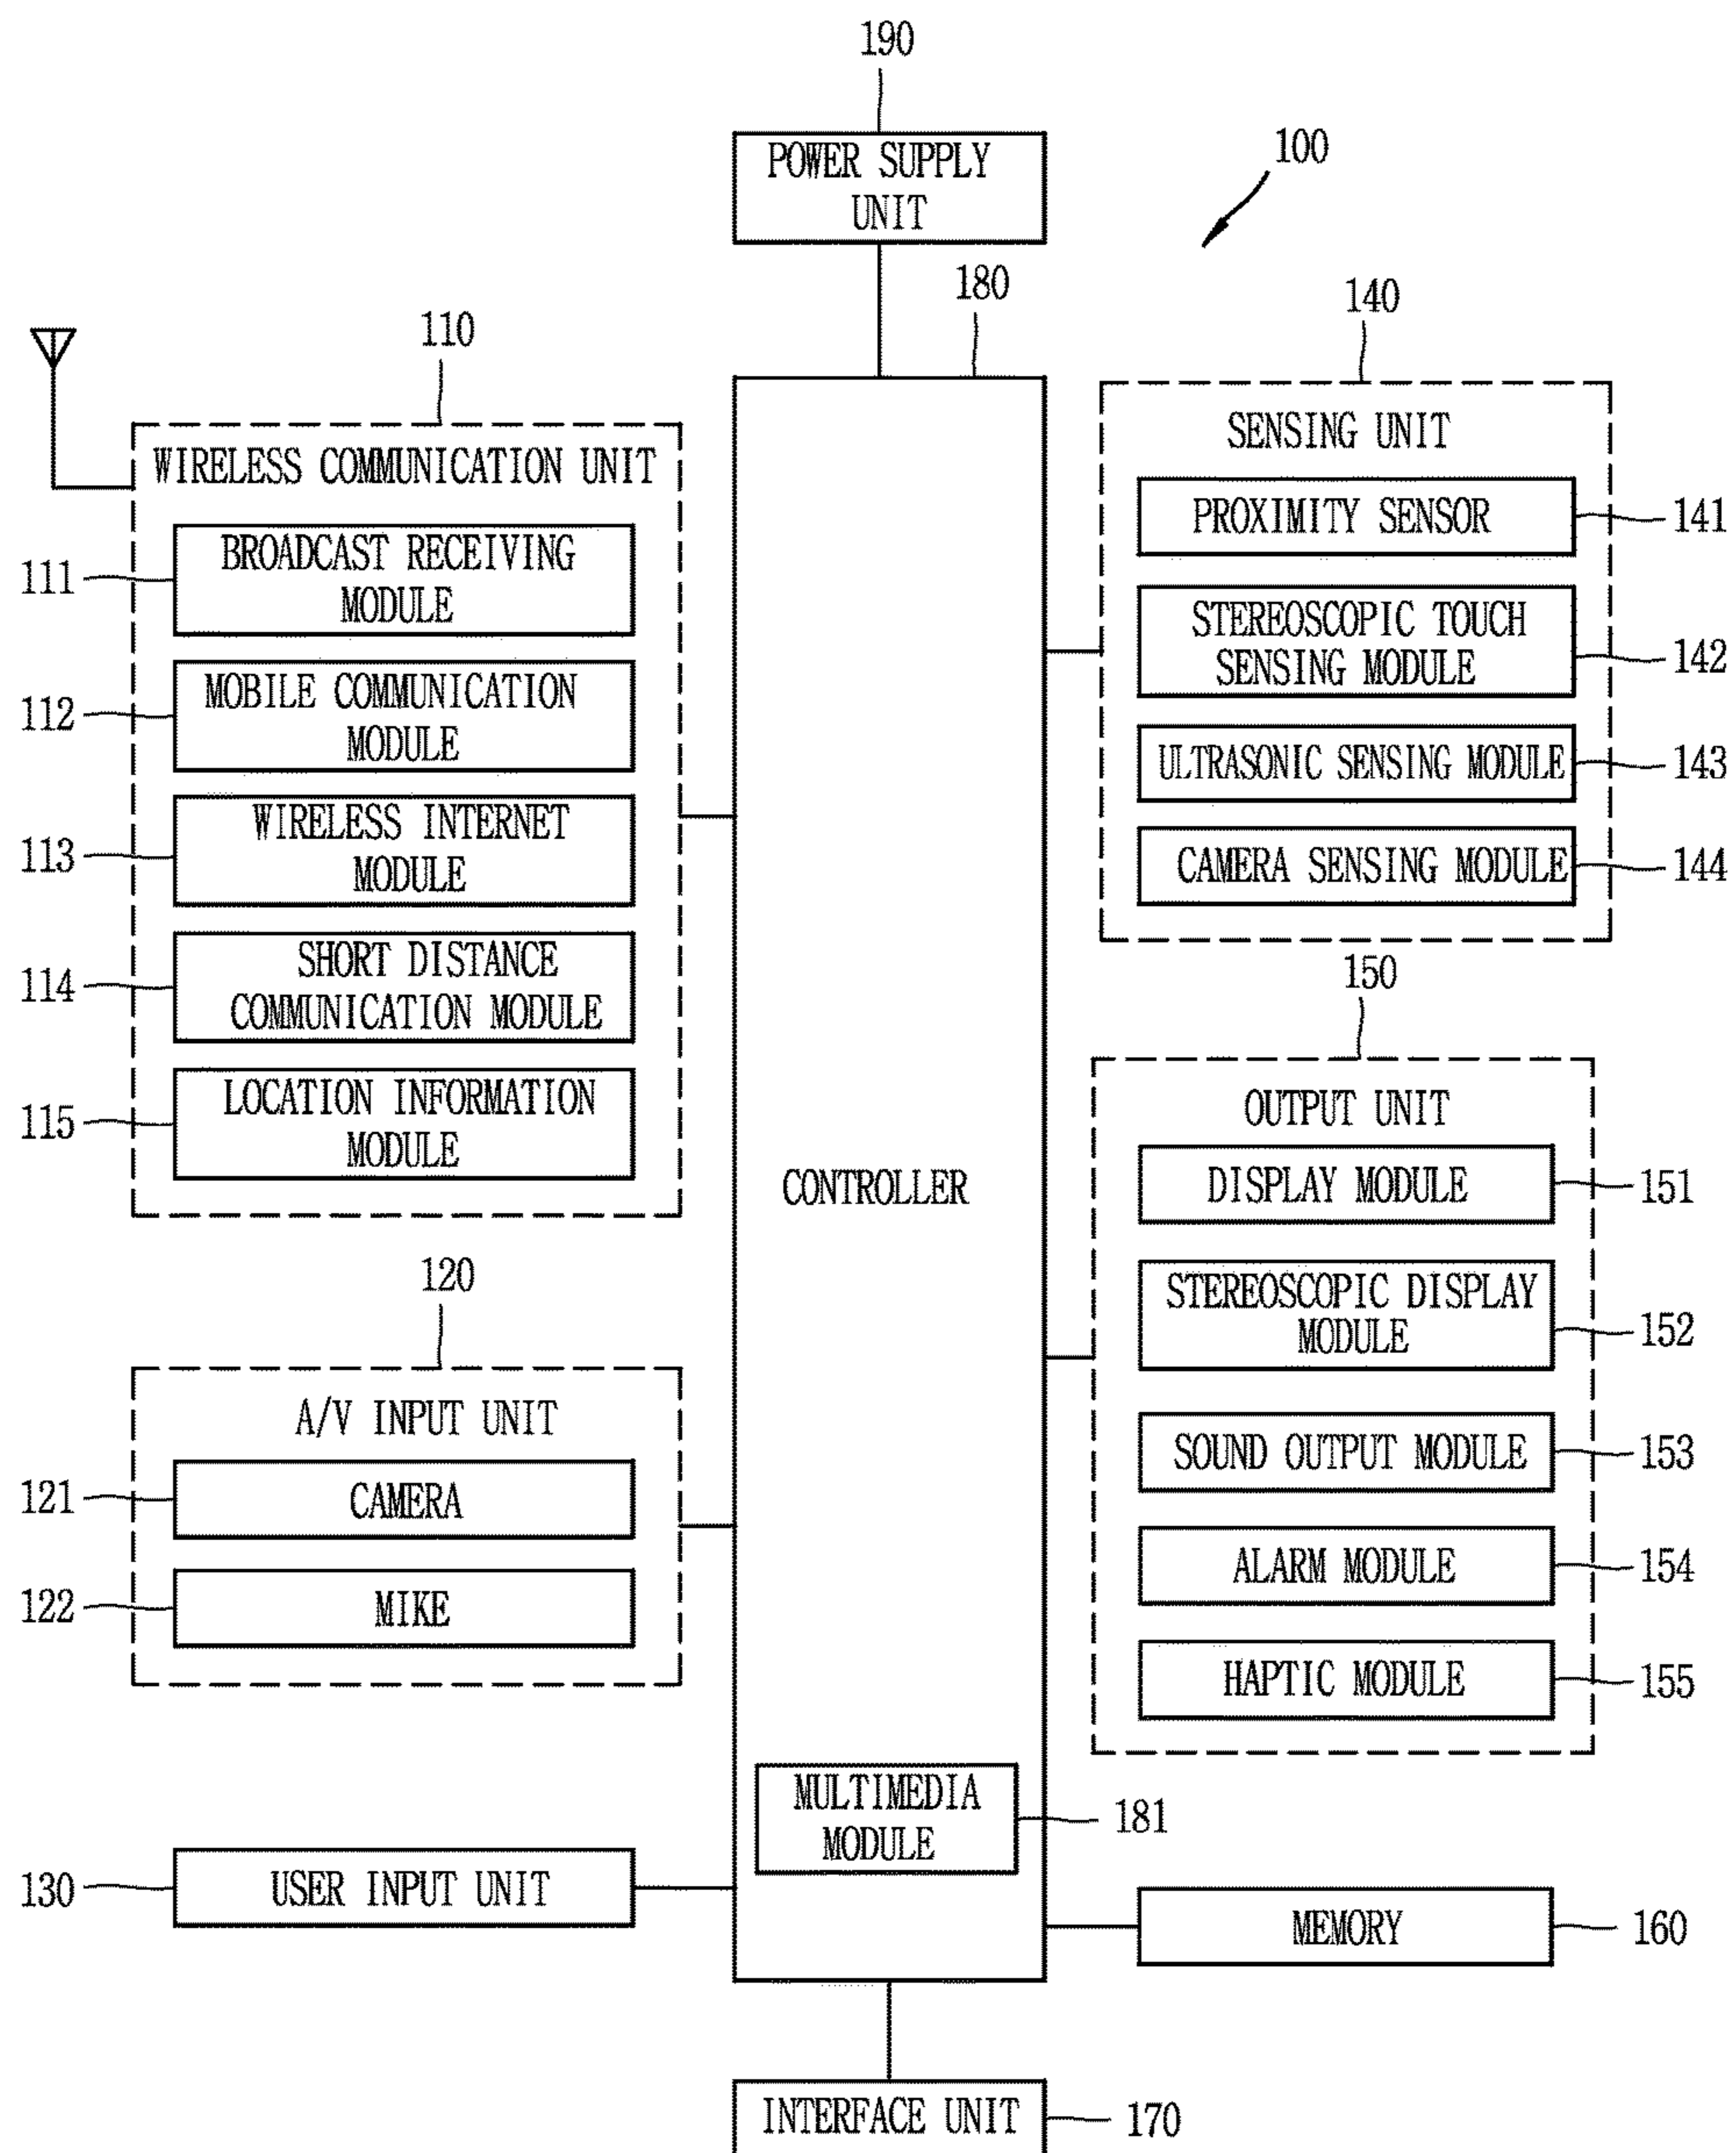 190
POWER SUPPLY
UNIT
100
180
110
WIRELESS COMMUNICATION UNIT
111
BROADCAST RECEIVING
MODULE
112
MOBILE COMMUNICATION
MODULE
113
WIRELESS INTERNET
MODULE
114
SHORT DISTANCE
COMMUNICATION MODULE
115
LOCATION INFORMATION
MODULE
120
A/V INPUT UNIT
121
CAMERA
122
MIKE
130
USER INPUT UNIT
CONTROLLER
MULTIMEDIA
MODULE
181
140
SENSING UNIT
PROXIMITY SENSOR
141
STEREOSCOPIC TOUCH
SENSING MODULE
142
ULTRASONIC SENSING MODULE
143
CAMERA SENSING MODULE
144
150
OUTPUT UNIT
DISPLAY MODULE
151
STEREOSCOPIC DISPLAY
MODULE
152
SOUND OUTPUT MODULE
153
ALARM MODULE
154
HAPTIC MODULE
155
MEMORY
160
INTERFACE UNIT
170